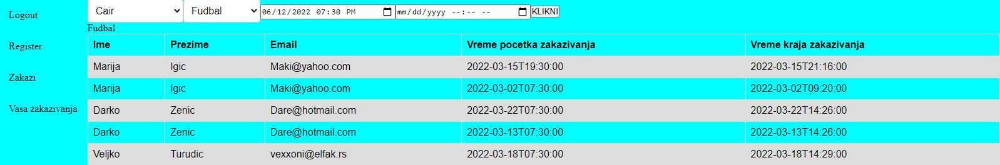 Logout
Register
Zakazi
Vasa zakazivanja
Cair Fudbal 06/12/2022 07:30 PM mm/dd/yyyy --:-- -- KLIKNI
Fudbal
Ime Prezime Email Vreme pocetka zakazivanja Vreme kraja zakazivanja
Marija Igic Maki@yahoo.com 2022-03-15T19:30:00 2022-03-15T21:16:00
Marija Igic Maki@yahoo.com 2022-03-02T07:30:00 2022-03-02T09:20:00
Darko Zenic Dare@hotmail.com 2022-03-22T07:30:00 2022-03-22T14:26:00
Darko Zenic Dare@hotmail.com 2022-03-13T07:30:00 2022-03-13T14:26:00
Veljko Turudic vexxoni@elfak.rs 2022-03-18T07:30:00 2022-03-18T14:29:00